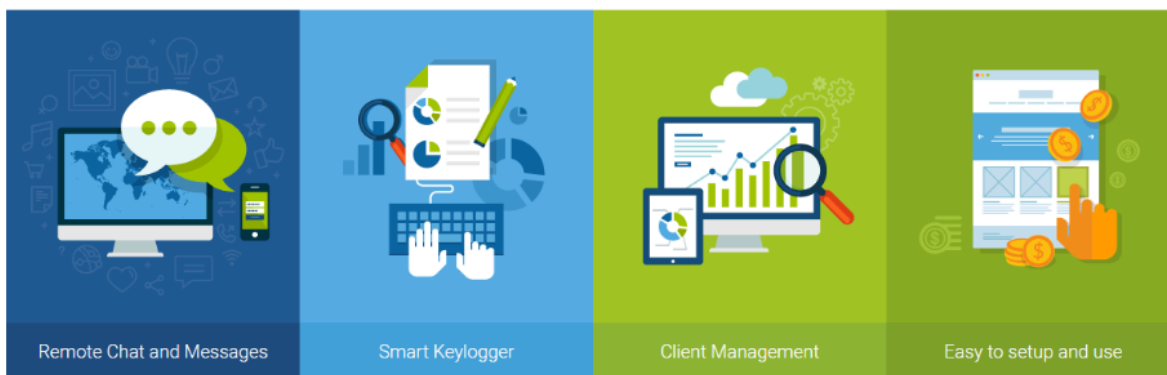 Remote Chat and Messages
Smart Keylogger
Client Management
Easy to setup and use